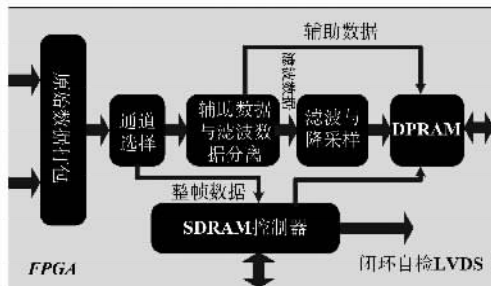 辅助数据
原始数据打包
通道
选择
辅助数据
与滤波数
据分离
滤波数据
滤波与
降采样
DPRAM
整帧数据
SDRAM控制器
FPGA
闭环自检LVDS